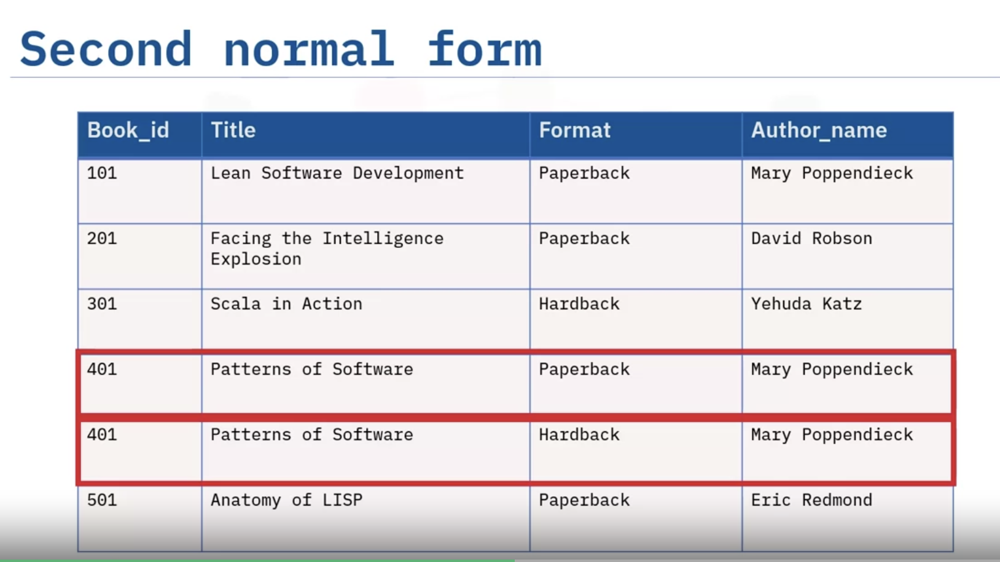 Second normal form
Book_id Title Format Author_name
101 Lean Software Development Paperback Mary Poppendieck
201 Facing the Intelligence Paperback David Robson
Explosion
301 Scala in Action Hardback Yehuda Katz
401 Patterns of Software Paperback Mary Poppendieck
401 Patterns of Software Hardback Mary Poppendieck
501 Anatomy of LISP Paperback Eric Redmond